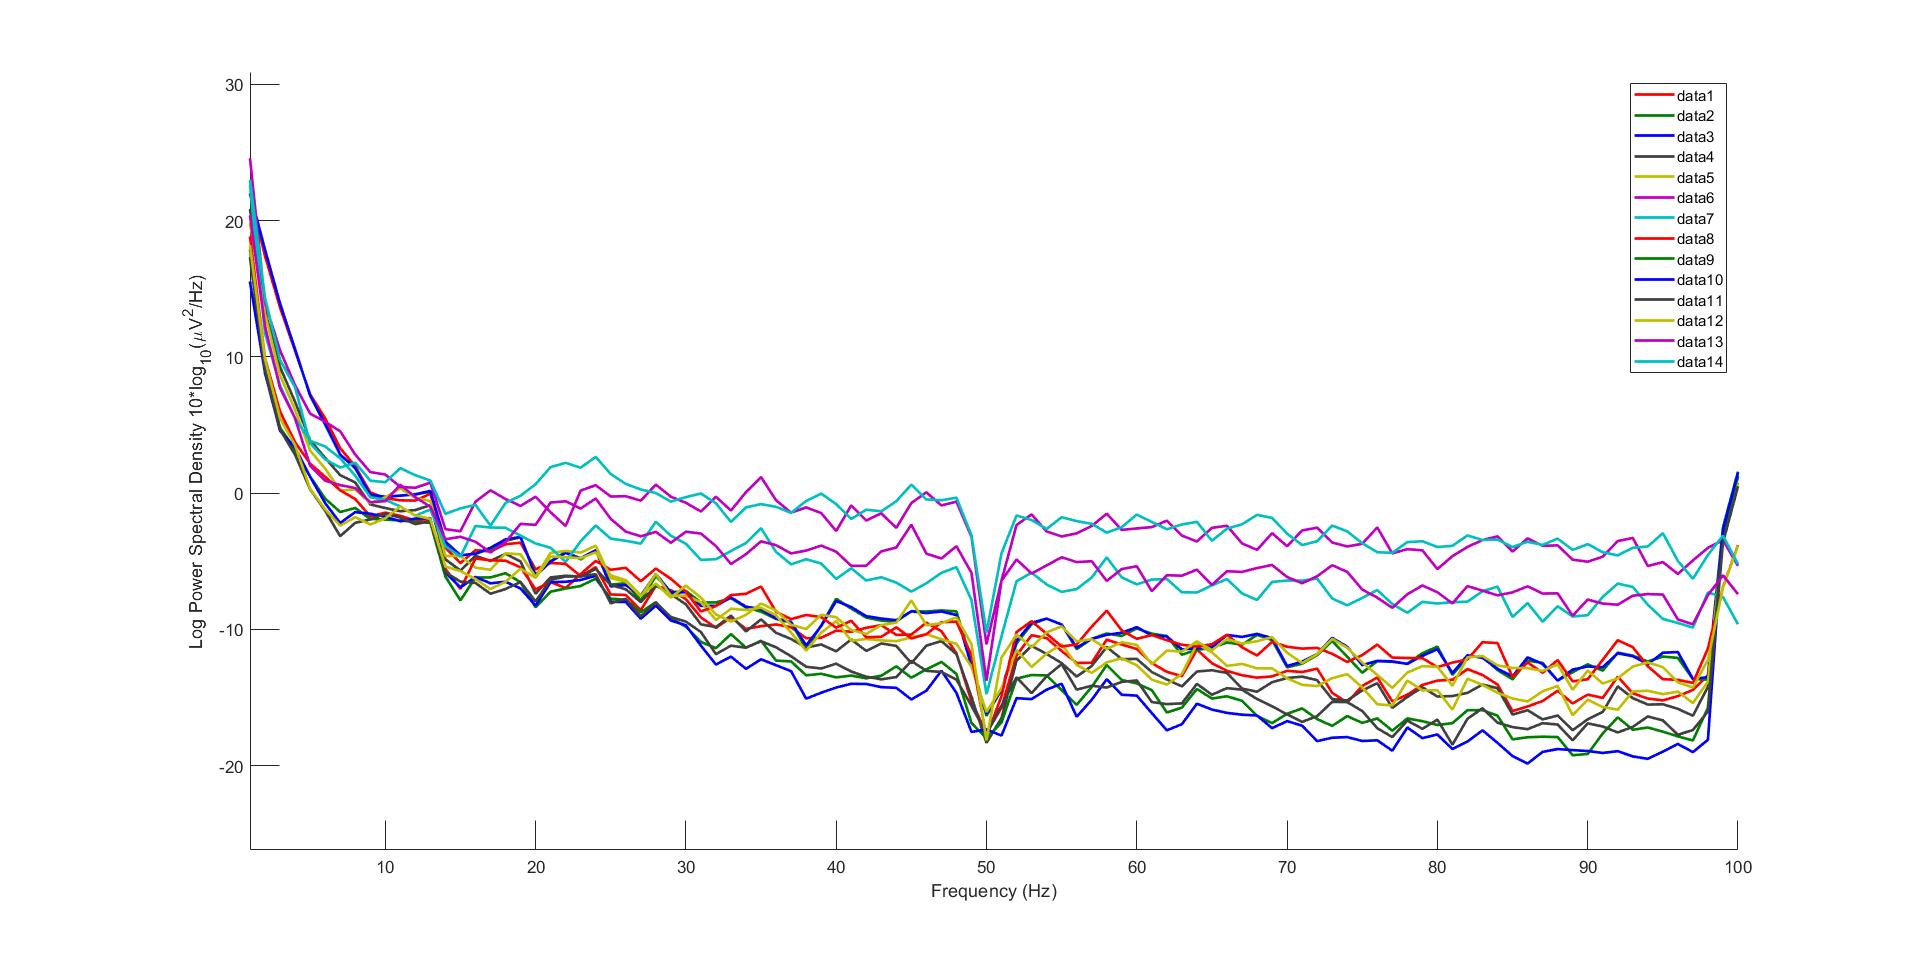 30
20
10
0
-10
-20
Log Power Spectral Density 10*log10(μV2/Hz)
data1
data2
data3
data4
data5
data6
data7
data8
data9
data10
data11
data12
data13
data14
10 20 30 40 50 60 70 80 90 100
Frequency (Hz)